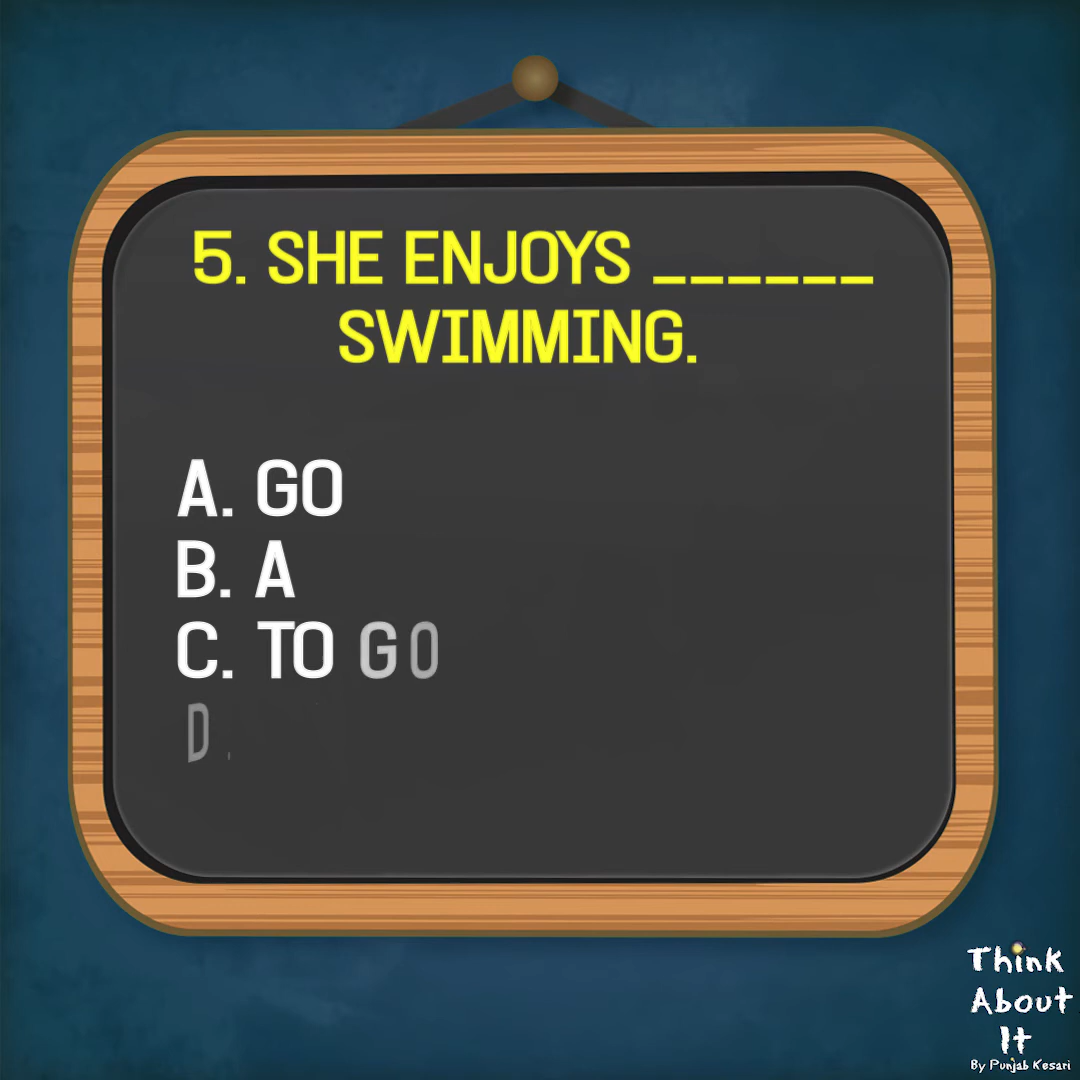 5. SHE ENJOYS ______
SWIMMING.
A. GO
B. A
C. TO GO
D.
Think
About
It
By Punjab Kesari